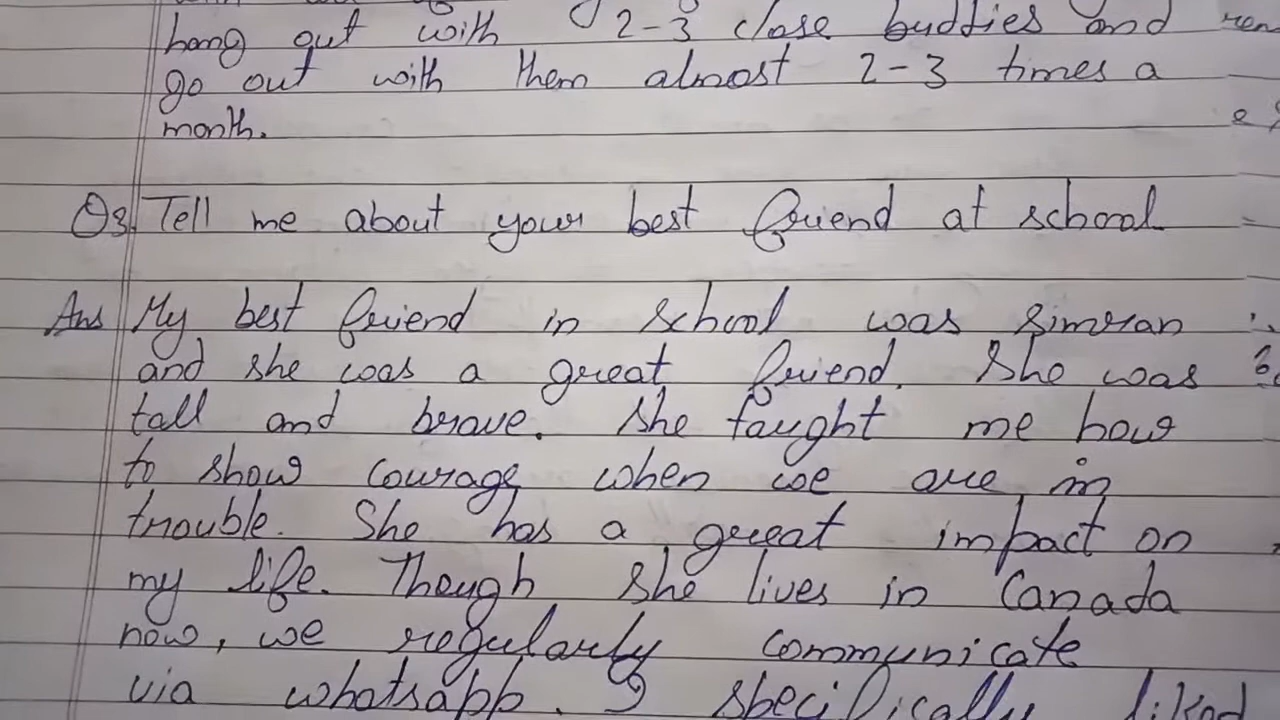 hang out with 2-3 close buddies and
go out with them almost 2-3 times a
month.
Q3. Tell me about your best friend at school
Ans My best friend in school was simran
and she was a great friend. She was
tall and brave. She taught me how
to show courage when we are in
trouble. She has a great impact on
my life. Though she lives in Canada
now, we regularly communicate
via whatsapp. I specifically liked